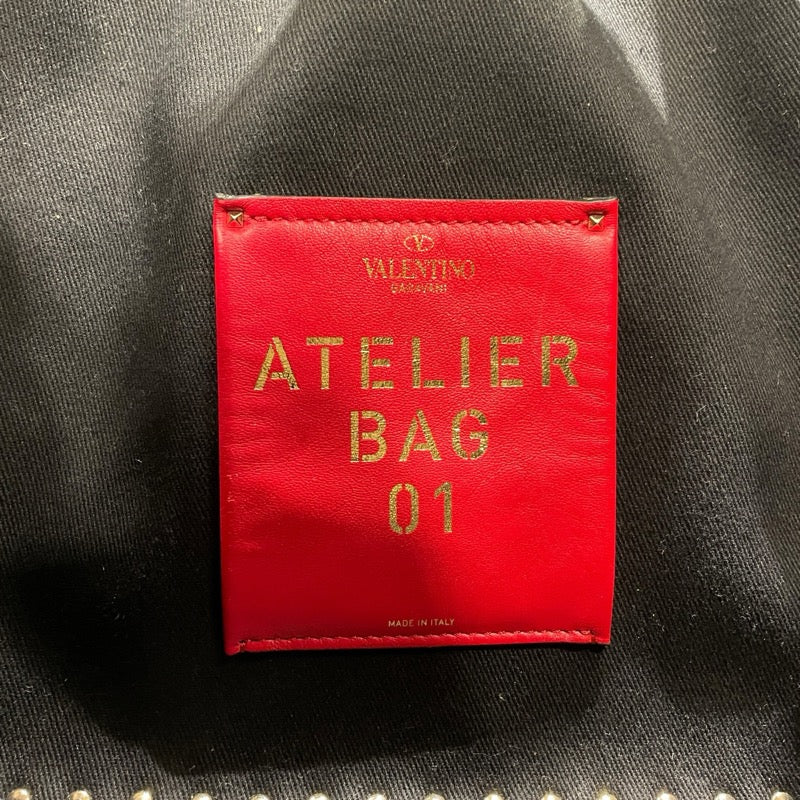 VALENTINO
GARAVANI
ATELIER
BAG
01
MADE IN ITALY